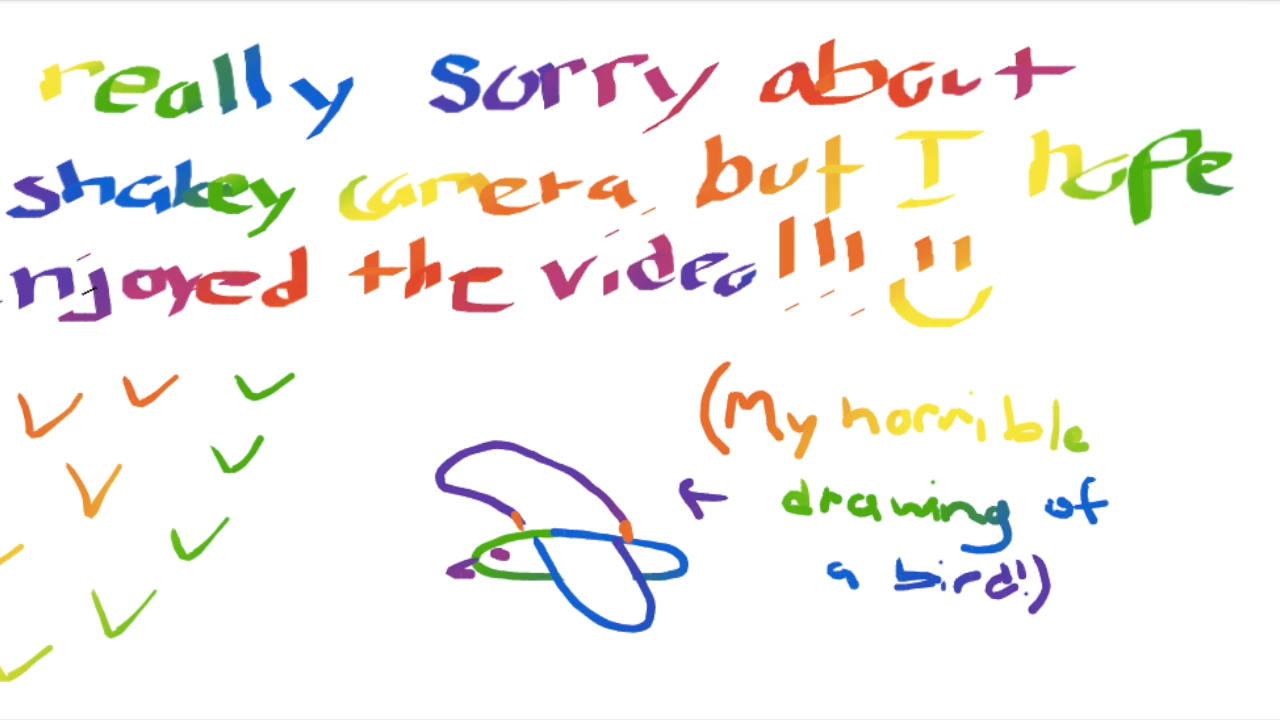 really sorry about
shakey camera but I hope
njoyed the video!!!
(My horrible
drawing of
a bird!)